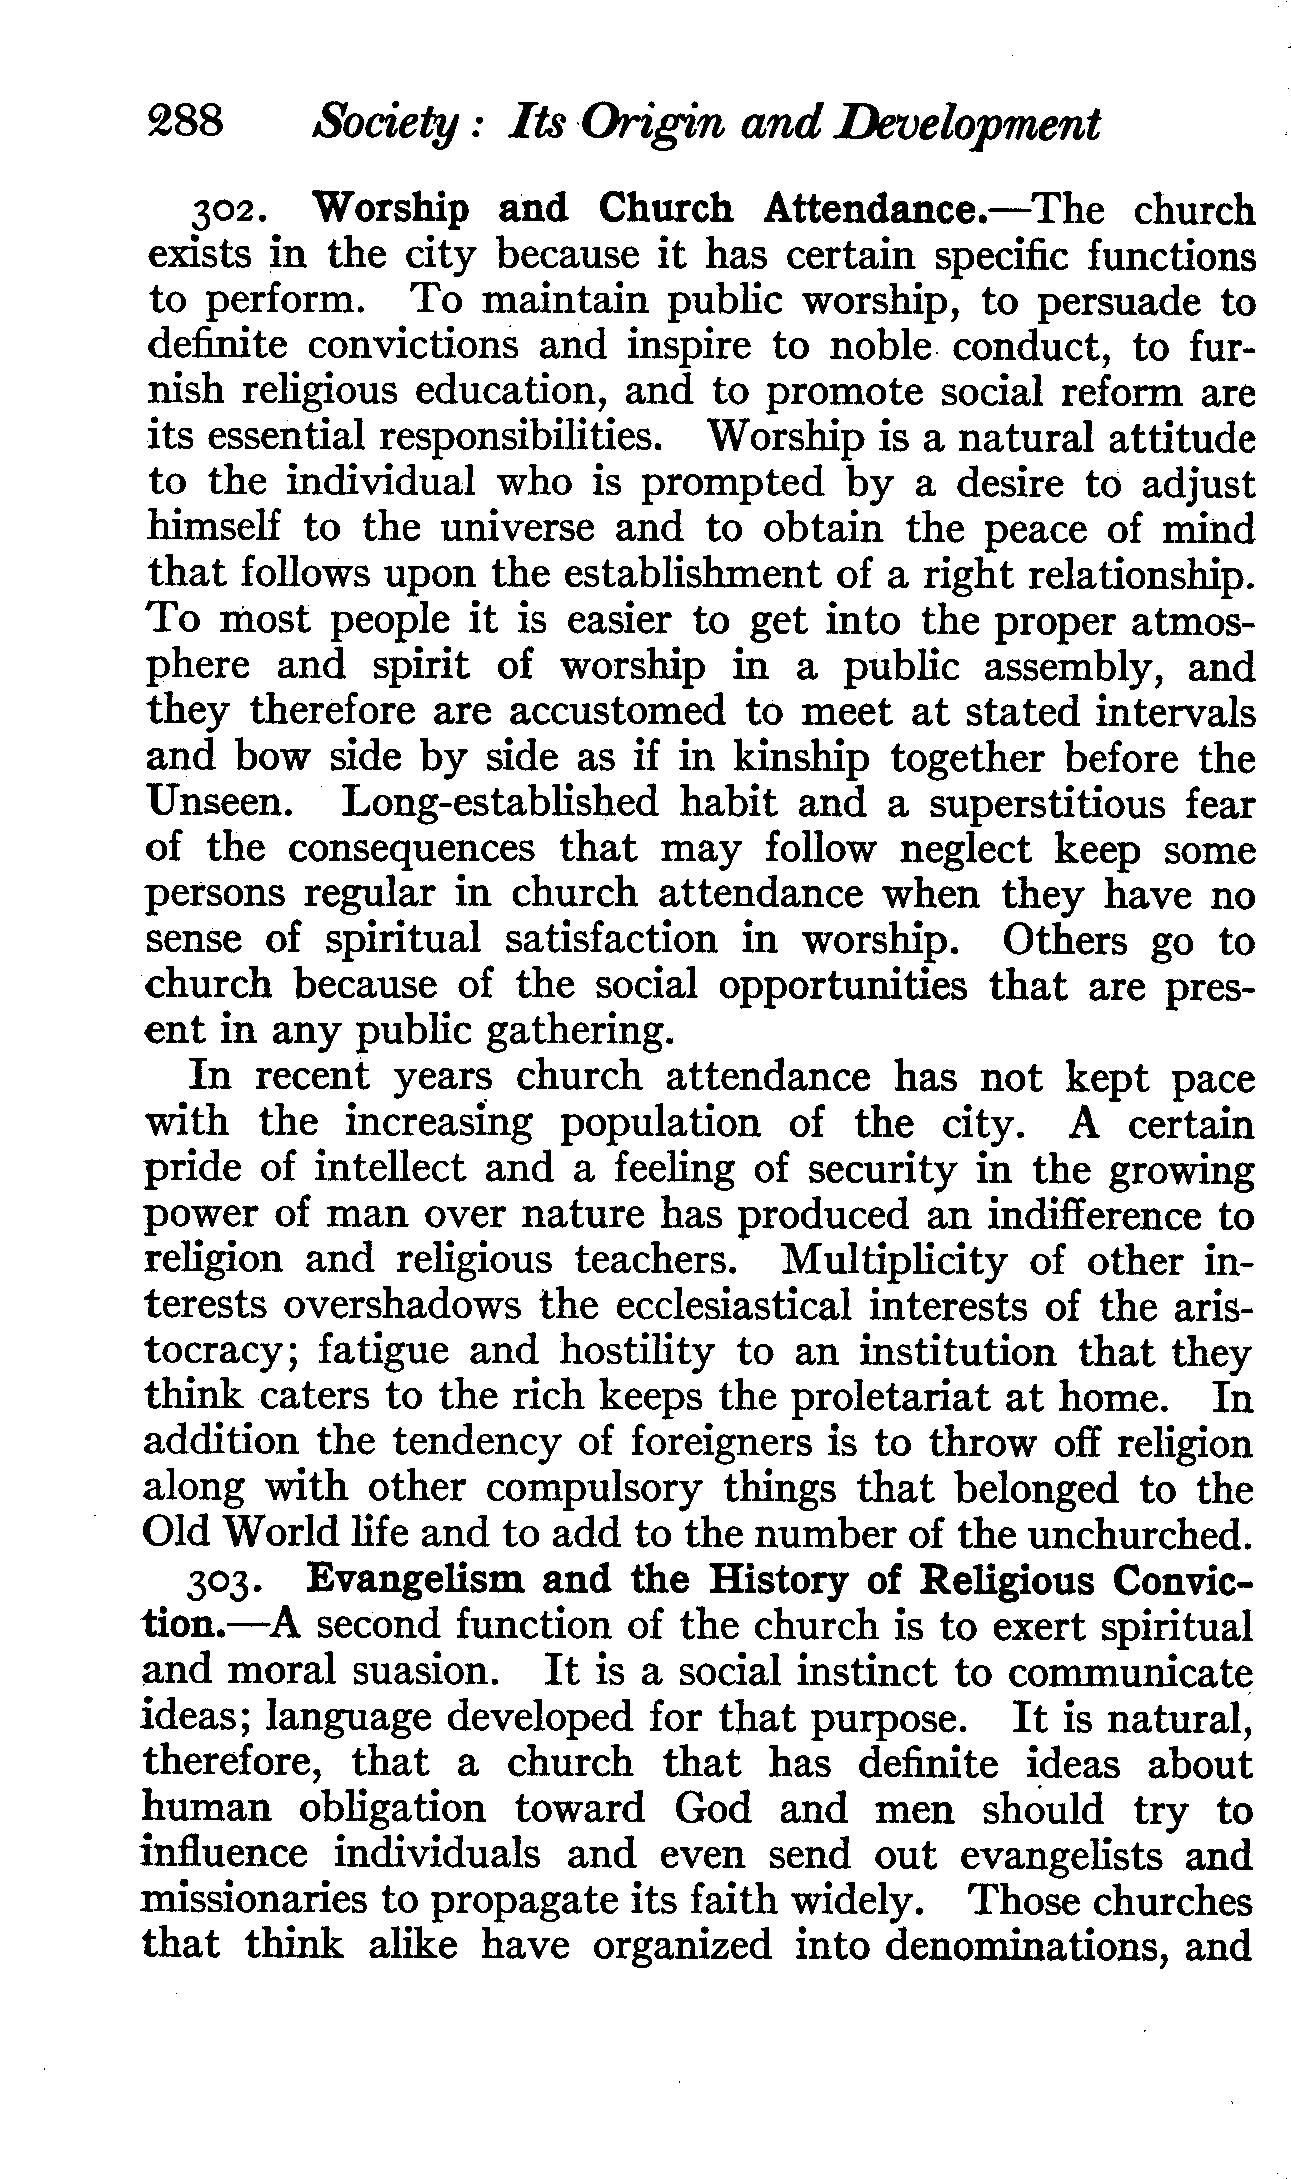 288 Society: Its Origin and Development
302. Worship and Church Attendance.—The church
exists in the city because it has certain specific functions
to perform. To maintain public worship, to persuade to
definite convictions and inspire to noble conduct, to fur-
nish religious education, and to promote social reform are
its essential responsibilities. Worship is a natural attitude
to the individual who is prompted by a desire to adjust
himself to the universe and to obtain the peace of mind
that follows upon the establishment of a right relationship.
To most people it is easier to get into the proper atmos-
phere and spirit of worship in a public assembly, and
they therefore are accustomed to meet at stated intervals
and bow side by side as if in kinship together before the
Unseen. Long-established habit and a superstitious fear
of the consequences that may follow neglect keep some
persons regular in church attendance when they have no
sense of spiritual satisfaction in worship. Others go to
church because of the social opportunities that are pres-
ent in any public gathering.
In recent years church attendance has not kept pace
with the increasing population of the city. A certain
pride of intellect and a feeling of security in the growing
power of man over nature has produced an indifference to
religion and religious teachers. Multiplicity of other in-
terests overshadows the ecclesiastical interests of the aris-
tocracy; fatigue and hostility to an institution that they
think caters to the rich keeps the proletariat at home. In
addition the tendency of foreigners is to throw off religion
along with other compulsory things that belonged to the
Old World life and to add to the number of the unchurched.
303. Evangelism and the History of Religious Convic-
tion.—A second function of the church is to exert spiritual
and moral suasion. It is a social instinct to communicate
ideas; language developed for that purpose. It is natural,
therefore, that a church that has definite ideas about
human obligation toward God and men should try to
influence individuals and even send out evangelists and
missionaries to propagate its faith widely. Those churches
that think alike have organized into denominations, and